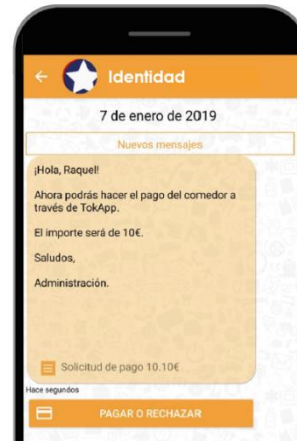 Identidad
7 de enero de 2019
Nuevos mensajes
¡Hola, Raquel!
Ahora podrás hacer el pago del comedor a
través de TokApp.
El importe será de 10€.
Saludos,
Administración.
Solicitud de pago 10.10€
Hace segundos
PAGAR O RECHAZAR